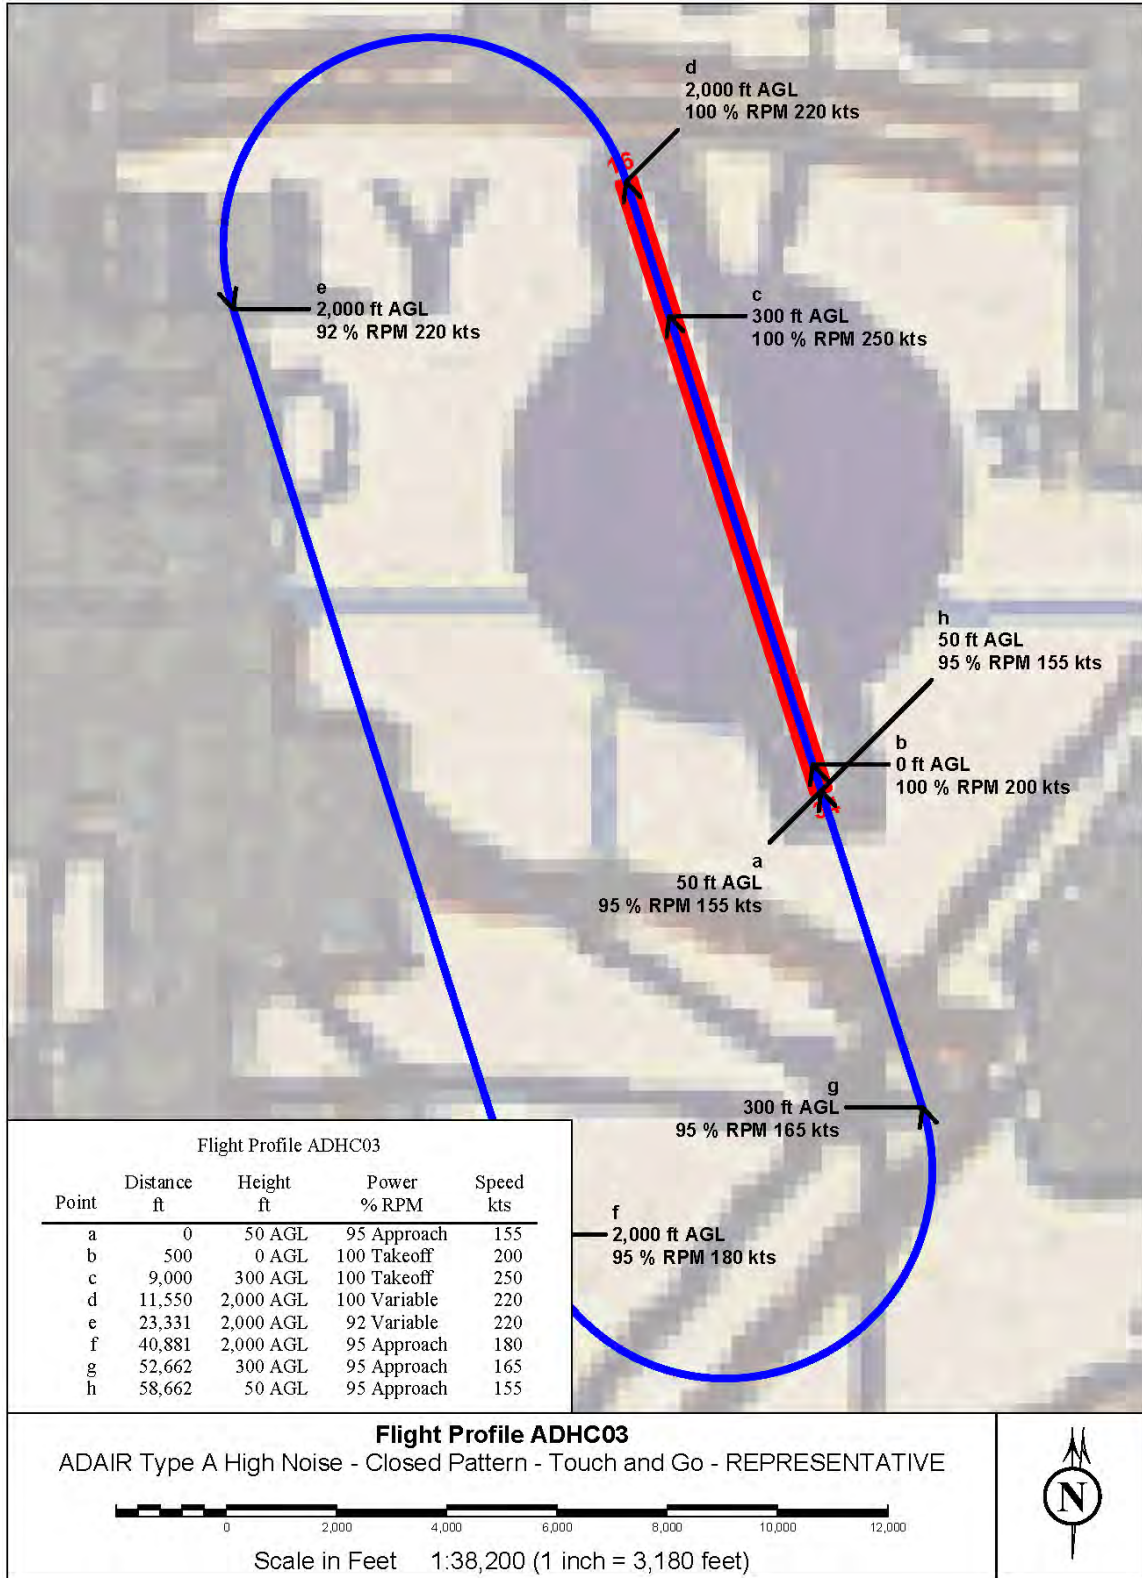 d
2,000 ft AGL
100 % RPM 220 kts
16
e
2,000 ft AGL
92 % RPM 220 kts
c
300 ft AGL
100 % RPM 250 kts
h
50 ft AGL
95 % RPM 155 kts
b
0 ft AGL
100 % RPM 200 kts
a
50 ft AGL
95 % RPM 155 kts
g
300 ft AGL
95 % RPM 165 kts
f
2,000 ft AGL
95 % RPM 180 kts
Flight Profile ADHC03
Point Distance ft Height ft Power % RPM Speed kts
a 0 50 AGL 95 Approach 155
b 500 0 AGL 100 Takeoff 200
c 9,000 300 AGL 100 Takeoff 250
d 11,550 2,000 AGL 100 Variable 220
e 23,331 2,000 AGL 92 Variable 220
f 40,881 2,000 AGL 95 Approach 180
g 52,662 300 AGL 95 Approach 165
h 58,662 50 AGL 95 Approach 155
Flight Profile ADHC03
ADAIR Type A High Noise - Closed Pattern - Touch and Go - REPRESENTATIVE
0 2,000 4,000 6,000 8,000 10,000 12,000
Scale in Feet 1:38,200 (1 inch = 3,180 feet)
N